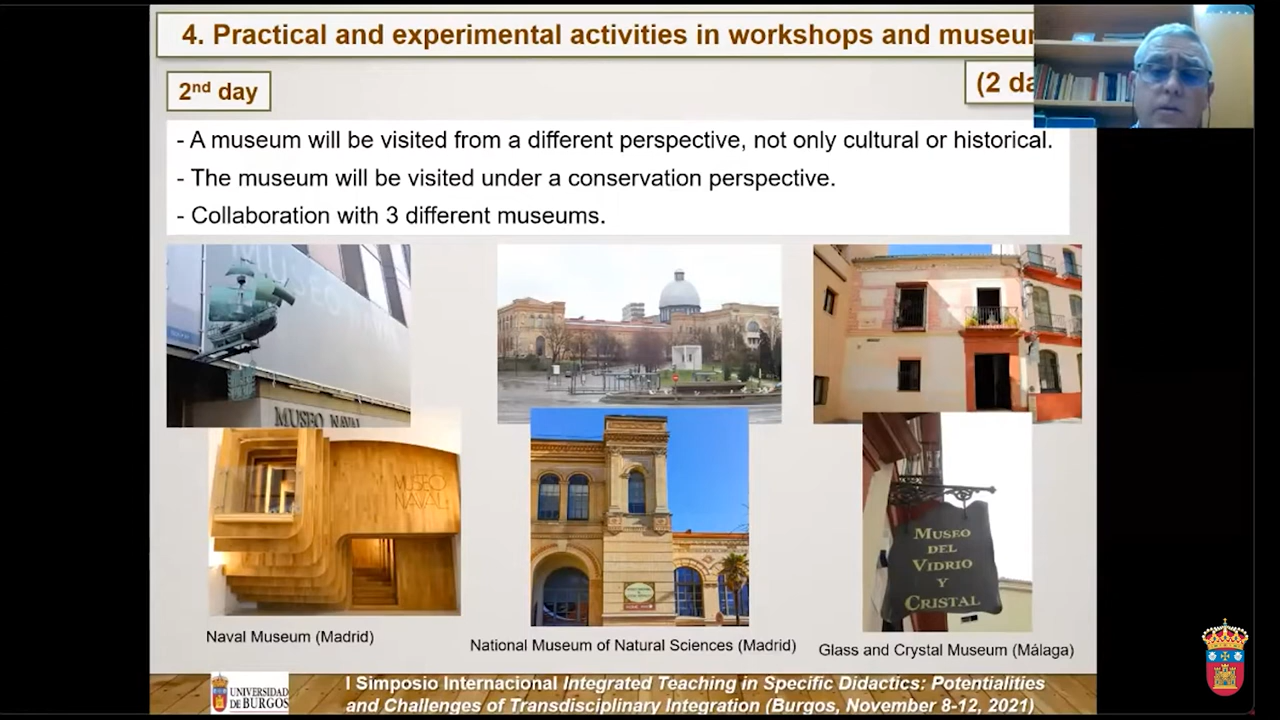 4. Practical and experimental activities in workshops and
2nd day
(2
- A museum will be visited from a different perspective, not only cultural or historical.
- The museum will be visited under a conservation perspective.
- Collaboration with 3 different museums.
MUSEO NAVAL
MUSEO
NAVAL
MUSEO
DEL
VIDRIO
Y
CRISTAL
Naval Museum (Madrid)
National Museum of Natural Sciences (Madrid)
Glass and Crystal Museum (Málaga)
UNIVERSIDAD
DE BURGOS
I Simposio Internacional Integrated Teaching in Specific Didactics: Potentialities
and Challenges of Transdisciplinary Integration (Burgos, November 8-12, 2021)